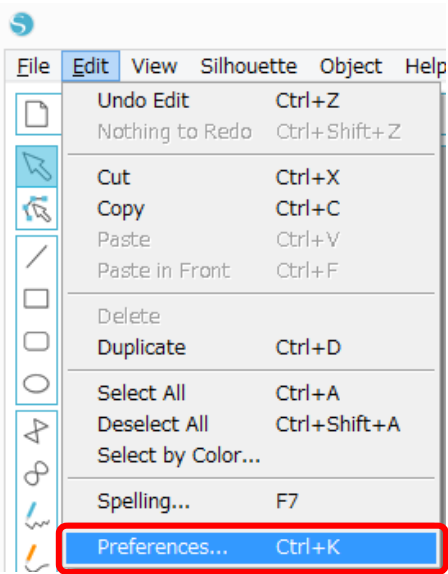 File Edit View Silhouette Object Help
Undo Edit Ctrl+Z
Nothing to Redo Ctrl+Shift+Z
Cut Ctrl+X
Copy Ctrl+C
Paste Ctrl+V
Paste in Front Ctrl+F
Delete
Duplicate Ctrl+D
Select All Ctrl+A
Deselect All Ctrl+Shift+A
Select by Color...
Spelling... F7
Preferences... Ctrl+K